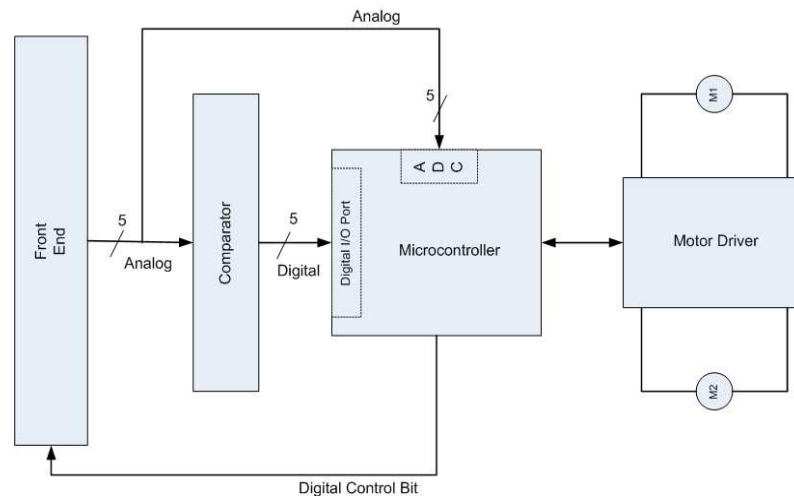 Analog
5
5
Front
End
Analog
Comparator
5
Digital
Digital I/O Port
A
D
C
Microcontroller
Motor Driver
M1
M2
Digital Control Bit